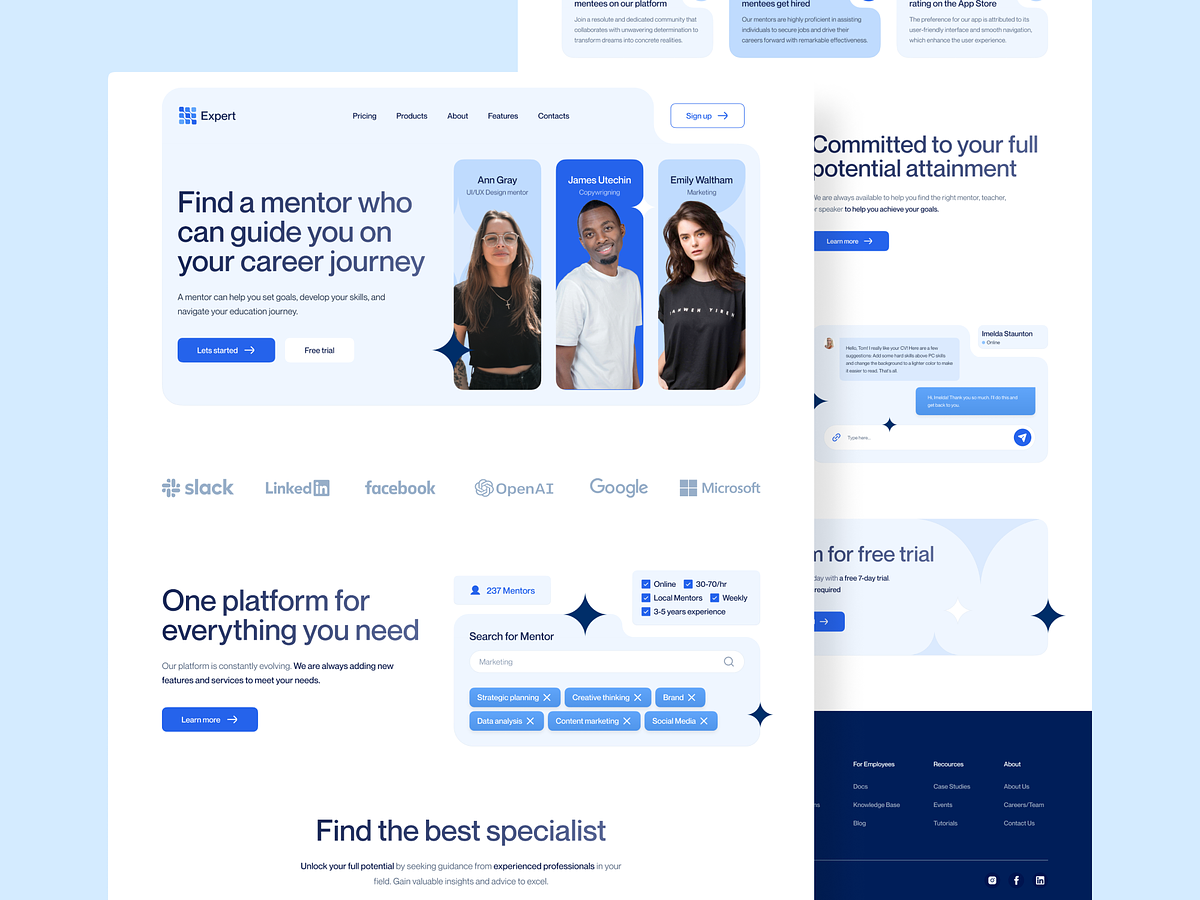 mentees on our platform
Join a resolute and dedicated community that
collaborates with unwavering determination to
transform dreams into concrete realities.
mentees get hired
Our mentors are highly proficient in assisting
individuals to secure jobs and drive their
careers forward with remarkable effectiveness.
rating on the App Store
The preference for our app is attributed to its
user-friendly interface and smooth navigation,
which enhance the user experience.
Expert
Pricing
Products
About
Features
Contacts
Sign up
Find a mentor who
can guide you on
your career journey
A mentor can help you set goals, develop your skills, and
navigate your education journey.
Lets started
Free trial
Ann Gray
UI/UX Design mentor
James Utechin
Copywrigning
Emily Waltham
Marketing
slack
Linked in
facebook
OpenAI
Google
Microsoft
One platform for
everything you need
Our platform is constantly evolving. We are always adding new
features and services to meet your needs.
Learn more
237 Mentors
Online
30-70/hr
Local Mentors
Weekly
3-5 years experience
Search for Mentor
Marketing
Strategic planning
Creative thinking
Brand
Data analysis
Content marketing
Social Media
Find the best specialist
Unlock your full potential by seeking guidance from experienced professionals in your
field. Gain valuable insights and advice to excel.
Committed to your full
potential attainment
We are always available to help you find the right mentor, teacher,
or speaker to help you achieve your goals.
Learn more
Imelda Staunton
Online
Hello, Tom! I really like your CV! Here are a few
suggestions: Add some hard skills above PC skills
and change the background to a lighter color to make
it easier to read. That's all.
Hi, Imelda! Thank you so much. I'll do this and
get back to you.
Type here...
for free trial
day with a free 7-day trial
required
For Employees
Docs
Knowledge Base
Blog
Recources
Case Studies
Events
Tutorials
About
About Us
Careers/Team
Contact Us